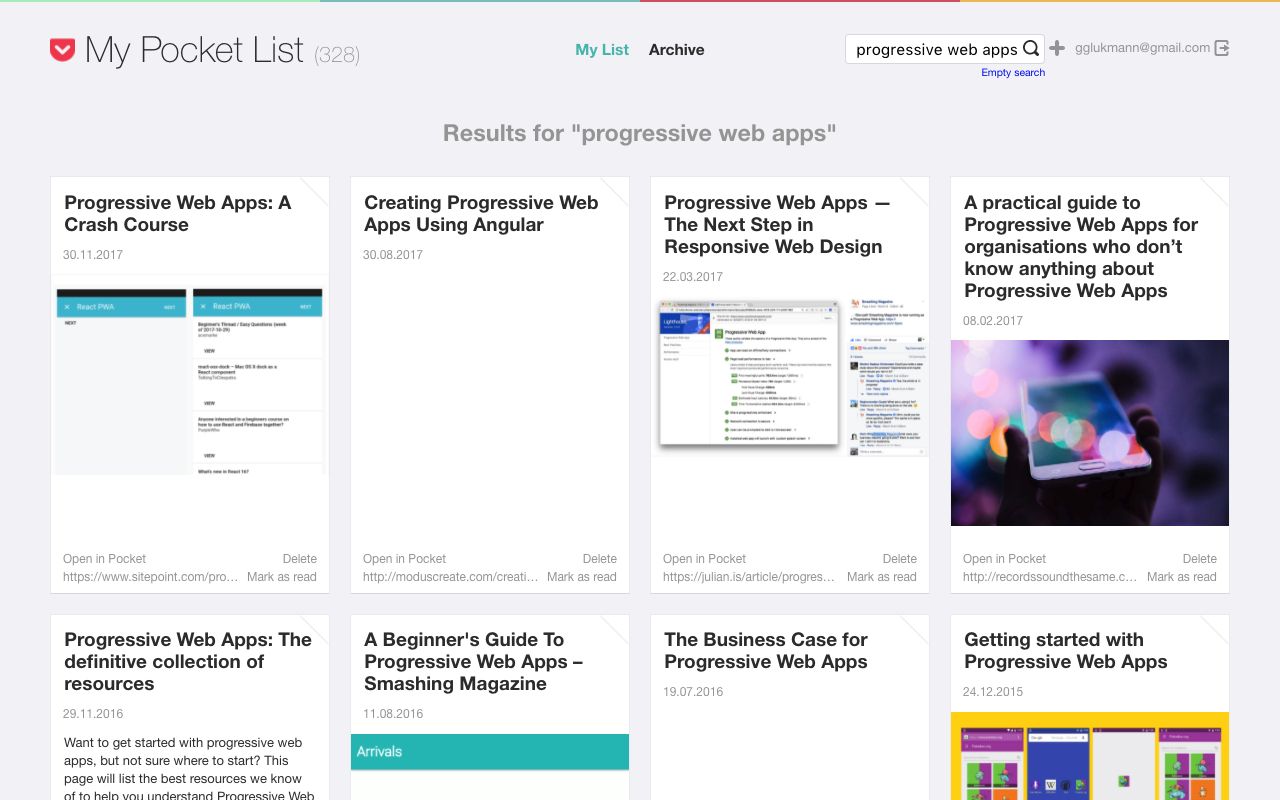 My Pocket List (328)
My List
Archive
progressive web apps
gglukmann@gmail.com
Empty search
Results for "progressive web apps"
Progressive Web Apps: A
Crash Course
30.11.2017
React PWA
NEXT
React PWA
NEXT
NEXT
Beginner's Thread / Easy Questions (week
of 2017-10-29)
acemarke
VIEW
react-osx-dock – Mac OS X dock as a
React component
TalkingToCleopatra
VIEW
Anyone interested in a beginners course on
how to use React and Firebase together?
PurpleWho
VIEW
What's new in React 16?
Open in Pocket
Delete
https://www.sitepoint.com/pro...
Mark as read
Creating Progressive Web
Apps Using Angular
30.08.2017
Open in Pocket
Delete
http://moduscreate.com/creati...
Mark as read
Progressive Web Apps —
The Next Step in
Responsive Web Design
22.03.2017
Lighthouse
Progressive Web App
Open in Pocket
Delete
https://julian.is/article/progres...
Mark as read
A practical guide to
Progressive Web Apps for
organisations who don’t
know anything about
Progressive Web Apps
08.02.2017
Open in Pocket
Delete
http://recordssoundthesame.c...
Mark as read
Progressive Web Apps: The
definitive collection of
resources
29.11.2016
Want to get started with progressive web
apps, but not sure where to start? This
page will list the best resources we know
of to help you understand Progressive Web
A Beginner's Guide To
Progressive Web Apps –
Smashing Magazine
11.08.2016
Arrivals
The Business Case for
Progressive Web Apps
19.07.2016
Getting started with
Progressive Web Apps
24.12.2015